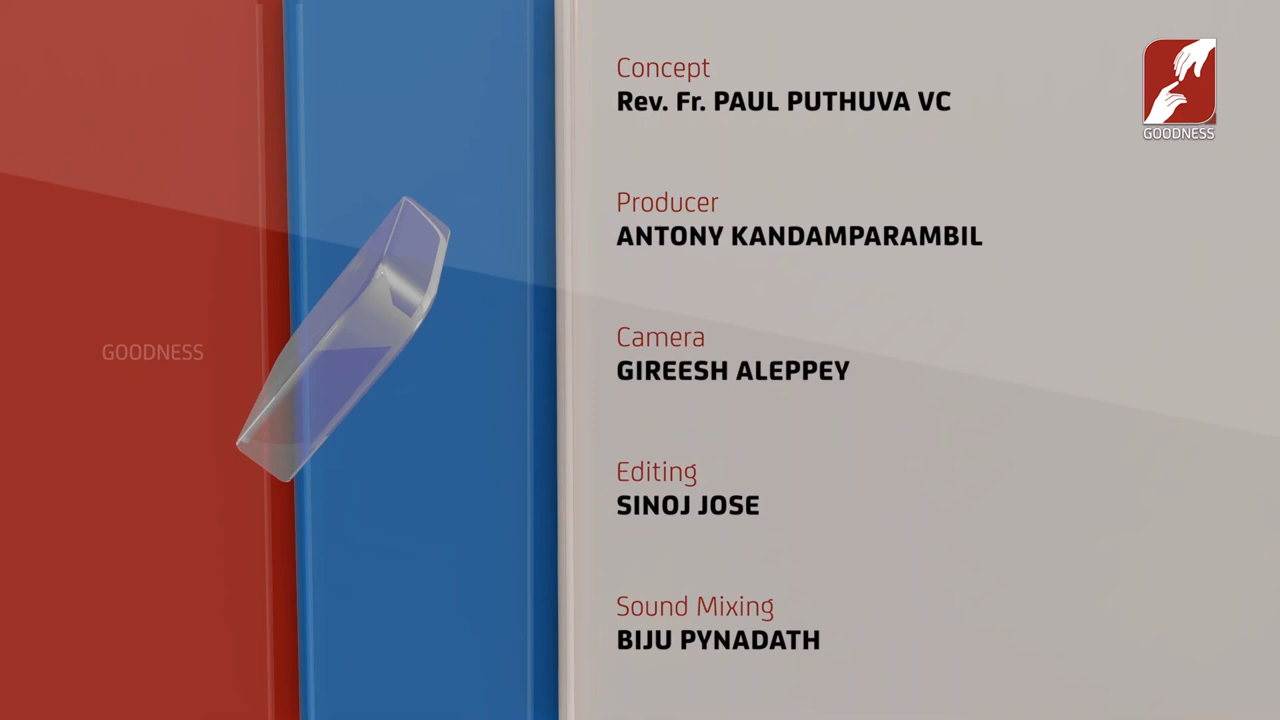 Concept
Rev. Fr. PAUL PUTHUVA VC
GOODNESS
Producer
ANTONY KANDAMPARAMBIL
Camera
GIREESH ALEPPEY
GOODNESS
Editing
SINOJ JOSE
Sound Mixing
BIJU PYNADATH